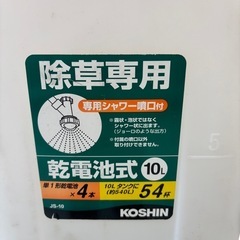 除草専用
専用シャワー噴口付
●霧状・泡状ではなく
シャワー状に出ます。
(ジョーロのような出方)
●付属の噴口以外
取り付けできません。
乾電池式 10L
単1形乾電池×4本
10Lタンクに(約540L) 54杯
JS-10
KOSHIN
5